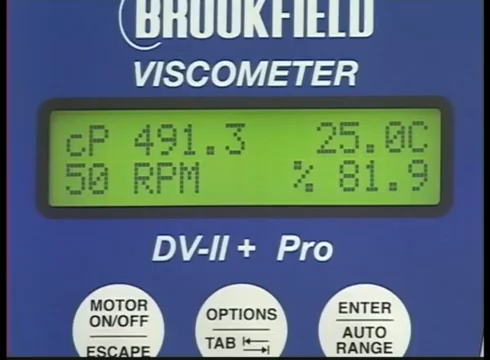 BROOKFIELD
VISCOMETER
cP 491.3 25.0C
50 RPM % 81.9
DV-II + Pro
MOTOR ON/OFF ESCAPE
OPTIONS TAB
ENTER AUTO RANGE